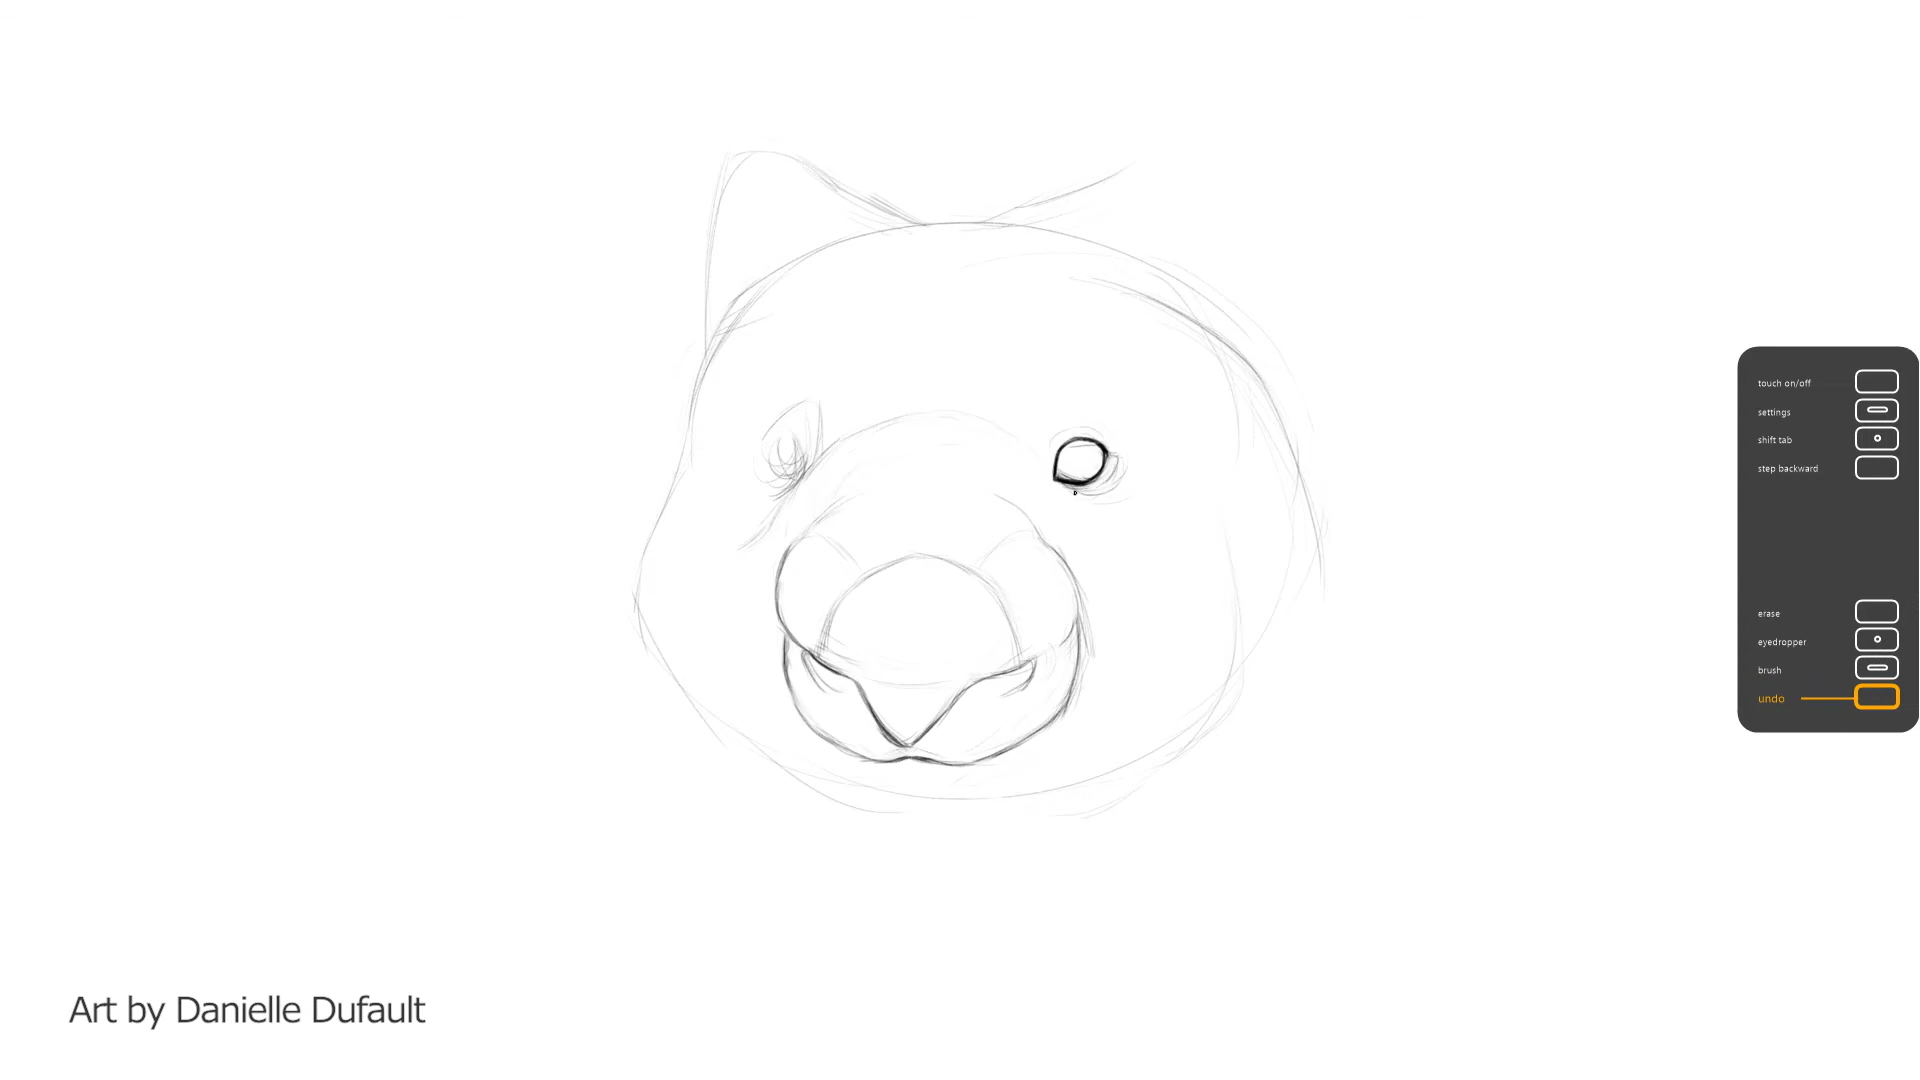 touch on/off
settings
shift tab
step backward
erase
eyedropper
brush
undo
Art by Danielle Dufault